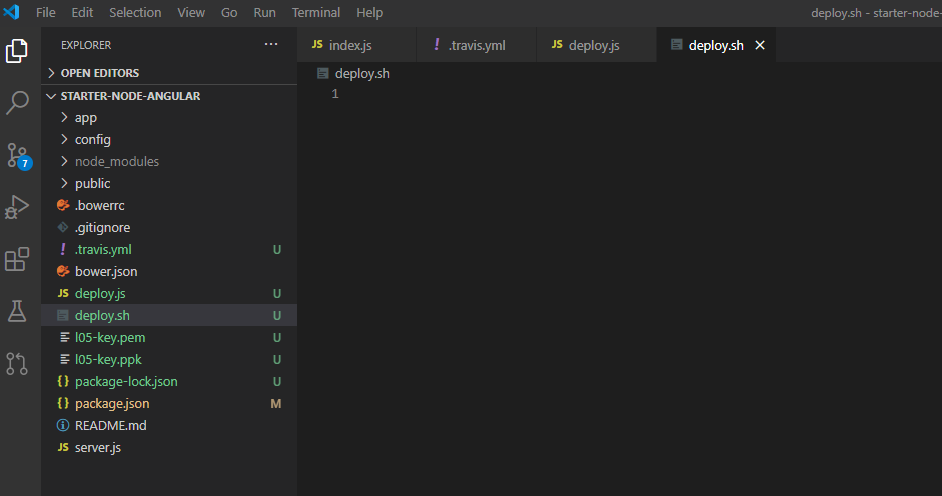 File Edit Selection View Go Run Terminal Help deploy.sh - starter-node-
EXPLORER ···
JS index.js ! .travis.yml JS deploy.js deploy.sh ×
OPEN EDITORS
deploy.sh
STARTER-NODE-ANGULAR
1
app
config
node_modules
7
public
.bowerrc
.gitignore
! .travis.yml U
bower.json
JS deploy.js U
deploy.sh U
l05-key.pem U
l05-key.ppk U
{} package-lock.json U
{} package.json M
README.md
JS server.js